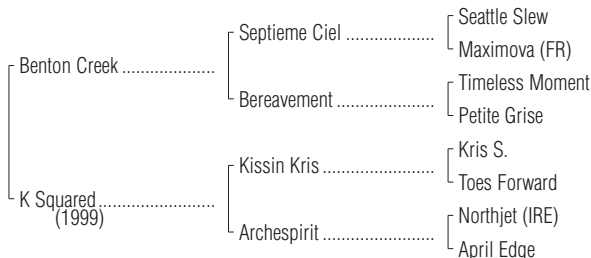 Seattle Slew
Septieme Ciel ....................
Maximova (FR)
Benton Creek .....................
Timeless Moment
Bereavement ......................
Petite Grise
Kris S.
Kissin Kris .........................
Toes Forward
K Squared..........................
(1999)
Northjet (IRE)
Archespirit .........................
April Edge